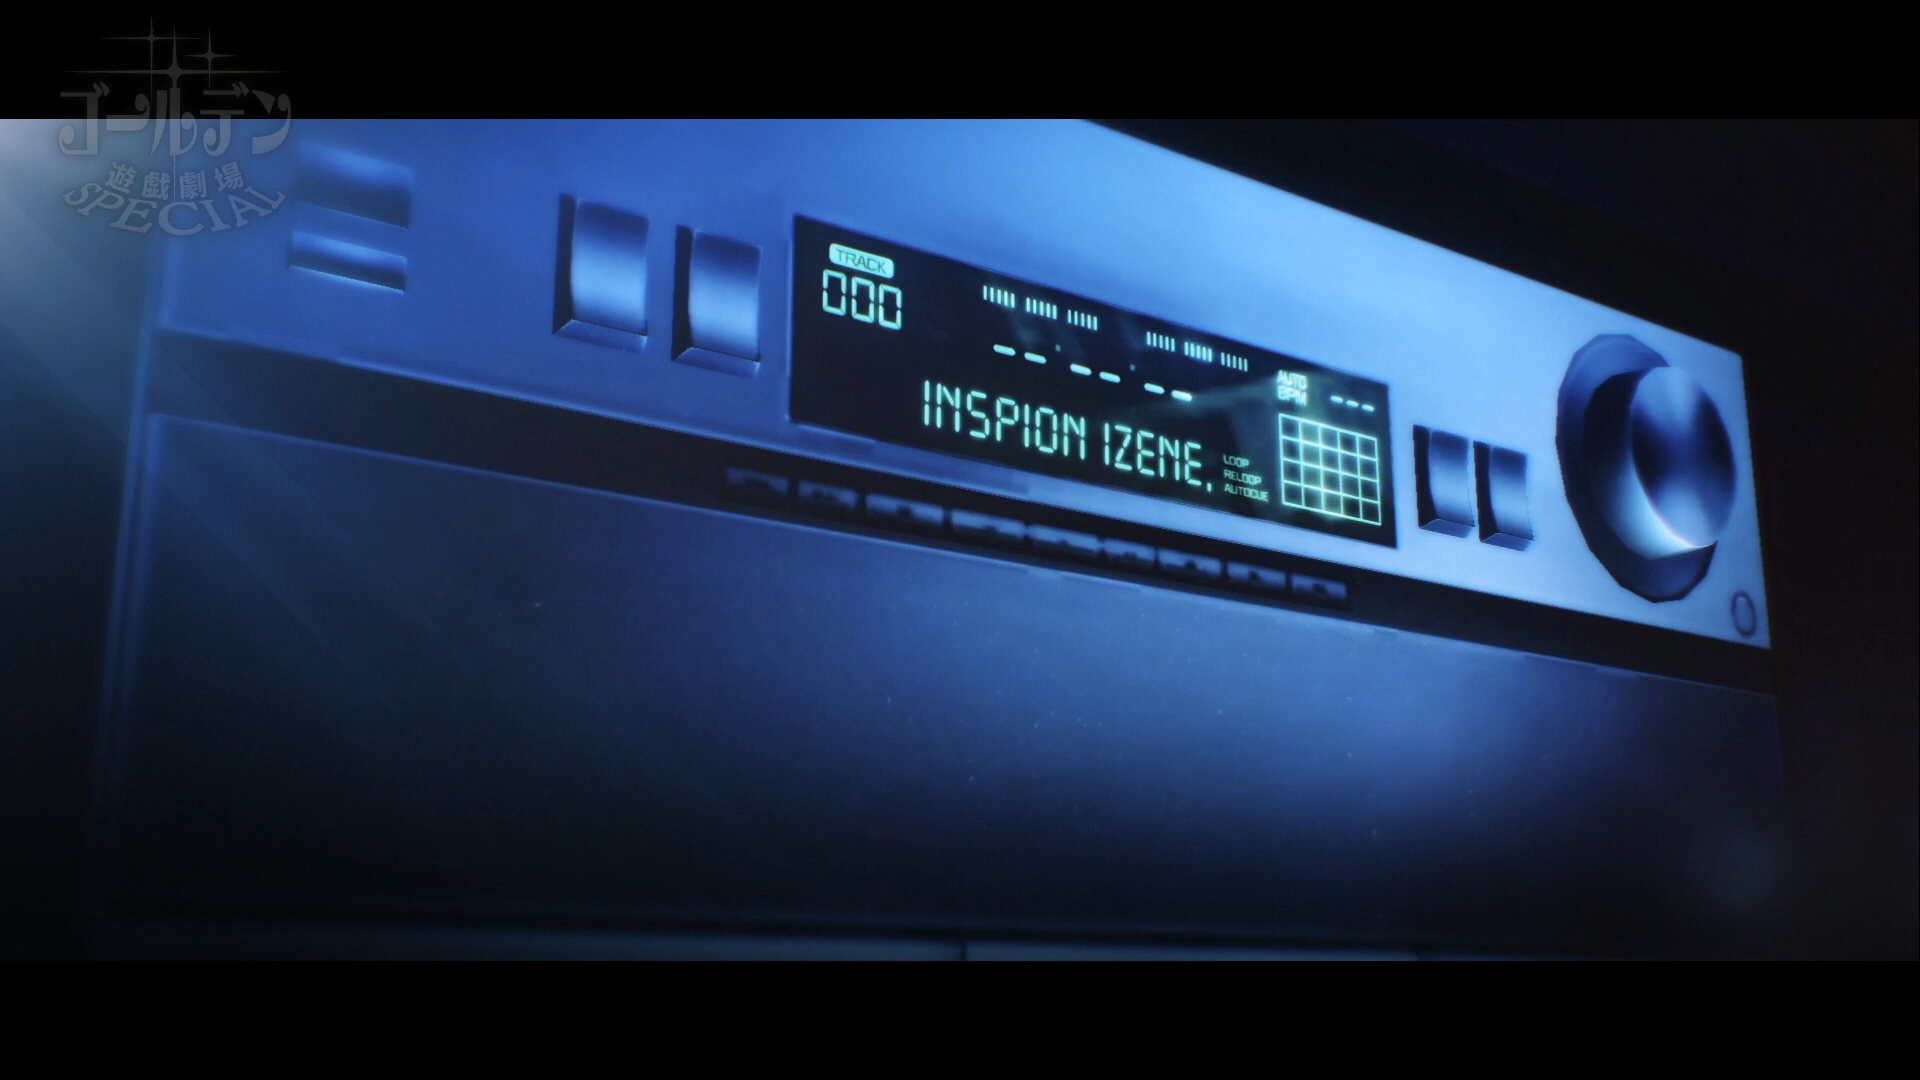 ゴールデン
遊戯劇場
SPECIAL
TRACK
000
AUTO
BPM
INSPION IZENE,
LOOP
RELOOP
AUTOCUE